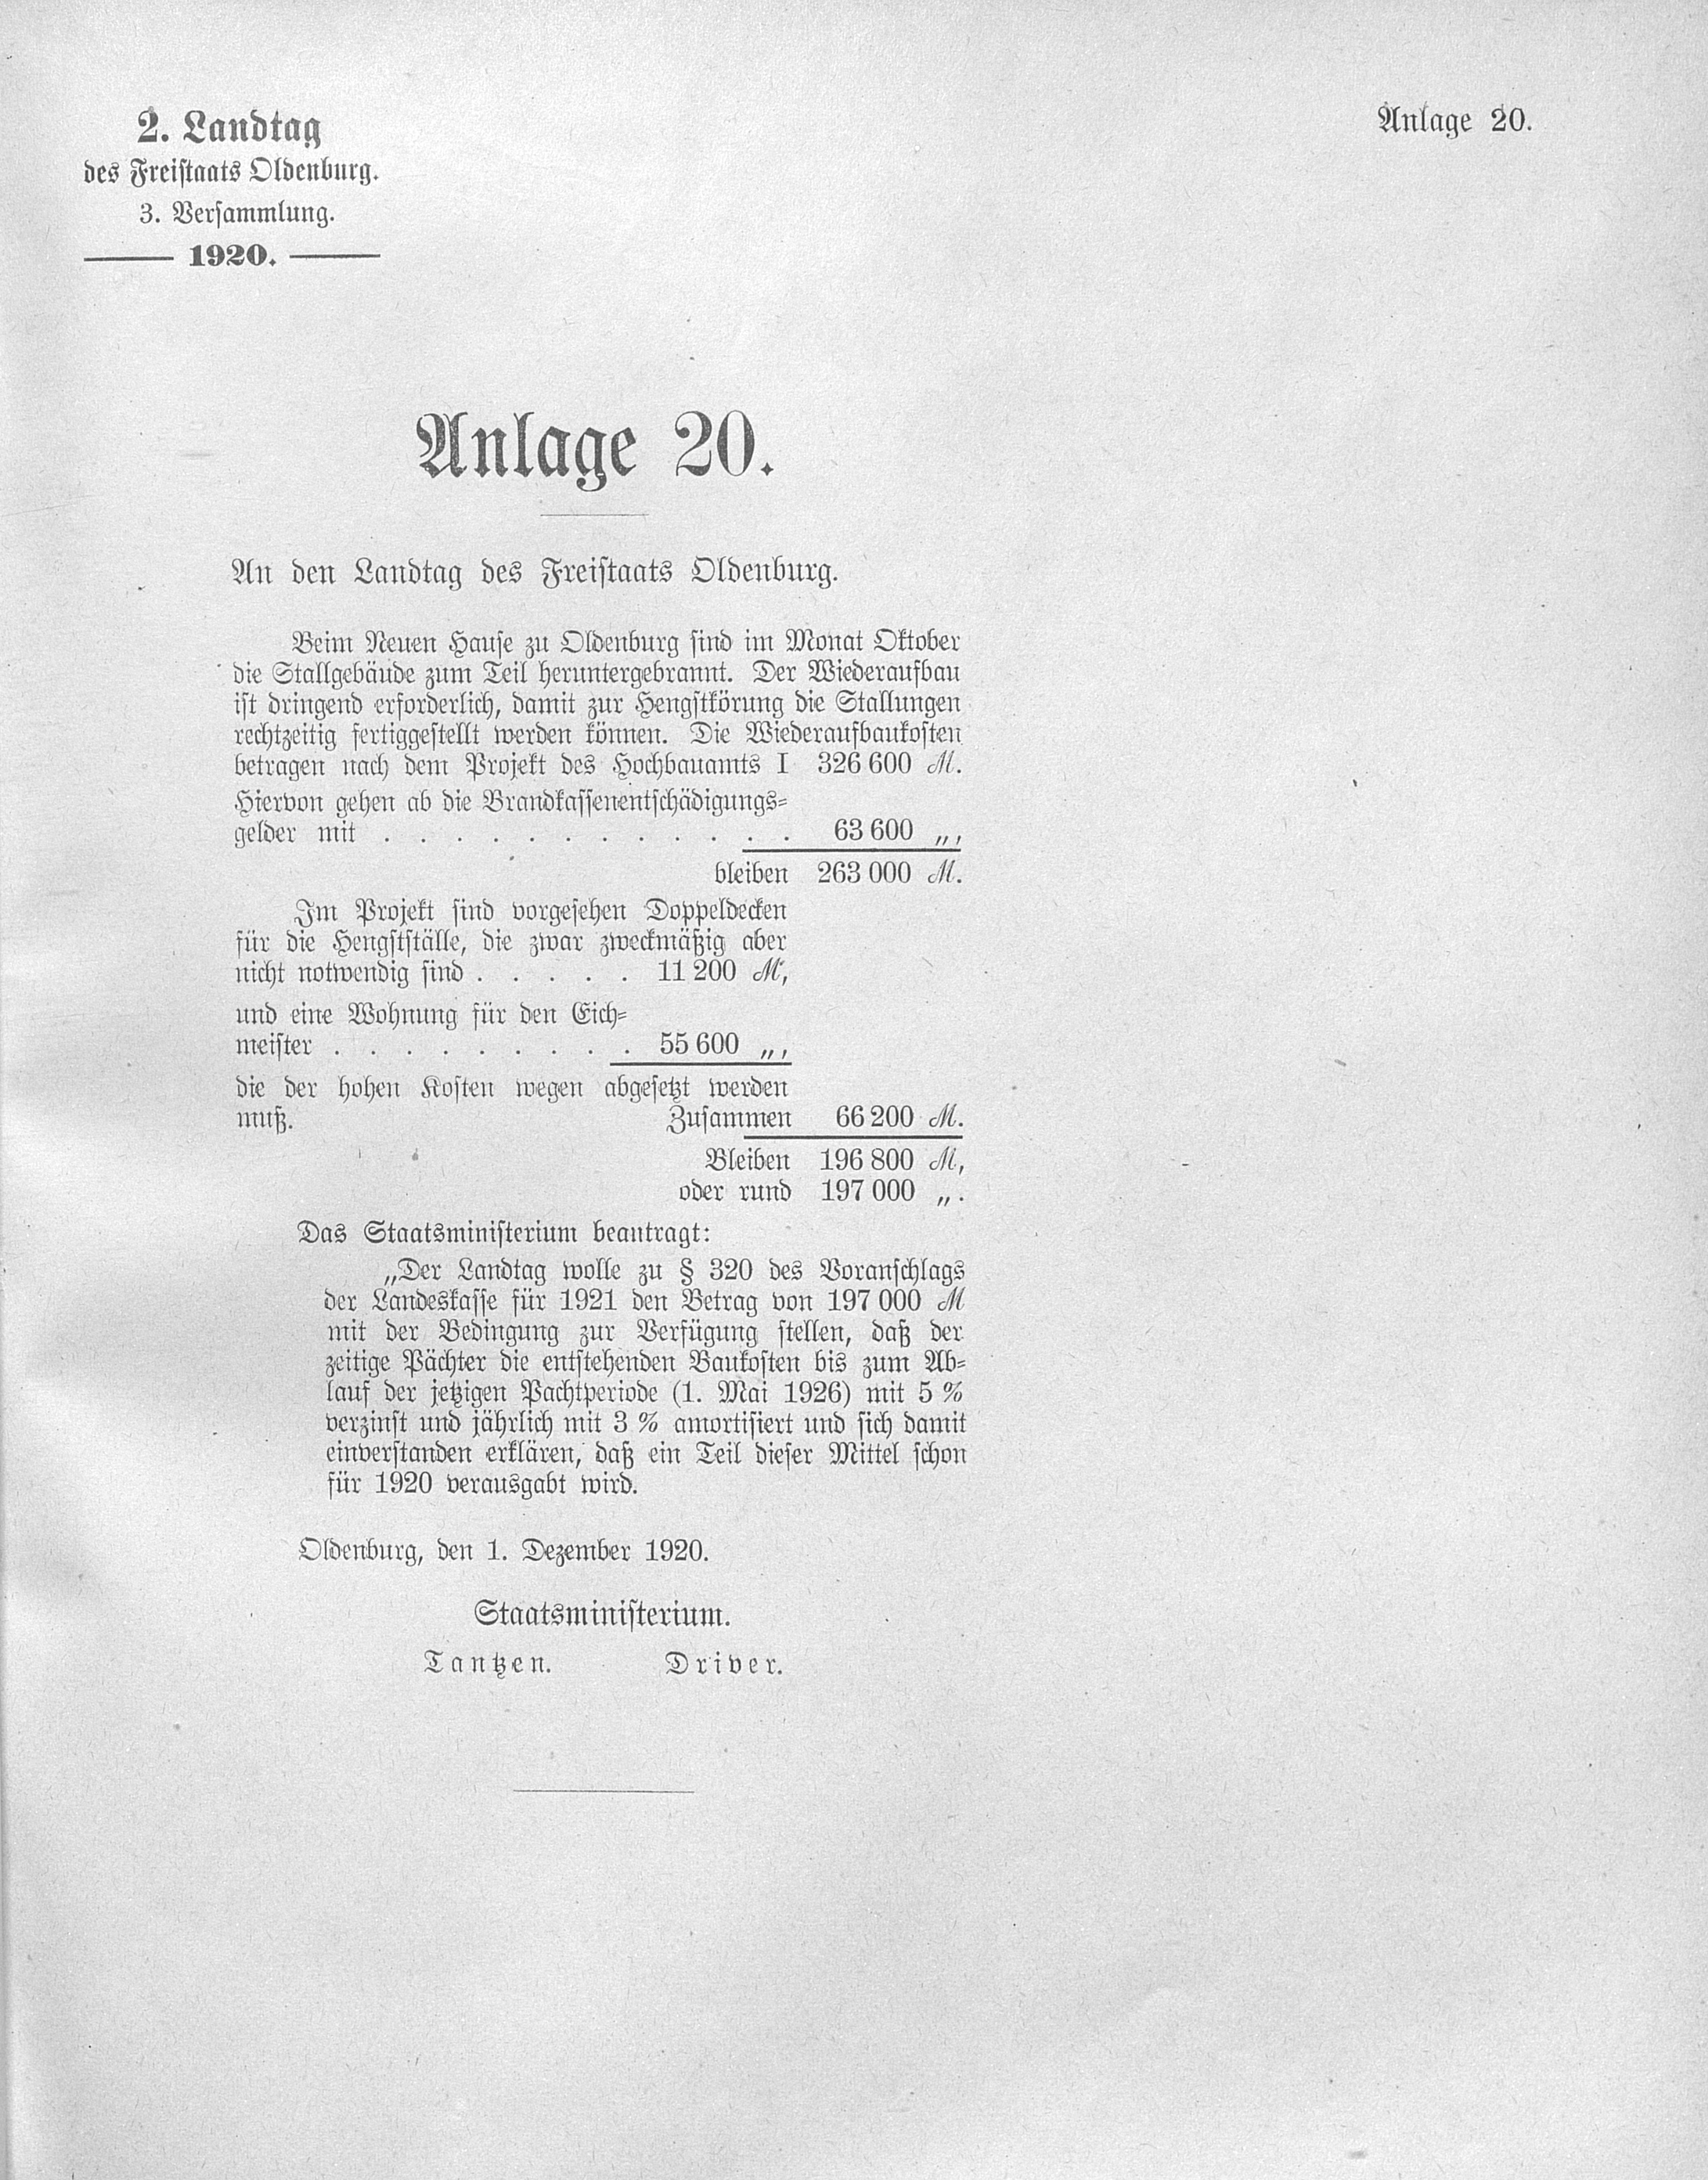 2. Landtag
des Freistaats Oldenburg.
3. Versammlung.
1920.
Anlage 20.
Anlage 20.
An den Landtag des Freistaats Oldenburg.
Beim Neuen Hause zu Oldenburg sind im Monat Oktober
die Stallgebäude zum Teil heruntergebrannt. Der Wiederaufbau
ist dringend erforderlich, damit zur Hengstkörung die Stallungen
rechtzeitig fertiggestellt werden können. Die Wiederaufbaukosten
betragen nach dem Projekt des Hochbauamts I 326 600 ℳ.
Hiervon gehen ab die Brandkassenentschädigungs-
gelder mit . . . . . . . . . . . . 63 600 „,
bleiben 263 000 ℳ.
Im Projekt sind vorgesehen Doppeldecken
für die Hengstställe, die zwar zweckmäßig aber
nicht notwendig sind . . . . . 11 200 ℳ,
und eine Wohnung für den Eich-
meister . . . . . . . . . 55 600 „,
die der hohen Kosten wegen abgesetzt werden
muß. Zusammen 66 200 ℳ.
Bleiben 196 800 ℳ,
oder rund 197 000 „.
Das Staatsministerium beantragt:
„Der Landtag wolle zu § 320 des Voranschlags
der Landeskasse für 1921 den Betrag von 197 000 ℳ
mit der Bedingung zur Verfügung stellen, daß der
zeitige Pächter die entstehenden Baukosten bis zum Ab-
lauf der jetzigen Pachtperiode (1. Mai 1926) mit 5 %
verzinst und jährlich mit 3 % amortisiert und sich damit
einverstanden erklären, daß ein Teil dieser Mittel schon
für 1920 verausgabt wird.
Oldenburg, den 1. Dezember 1920.
Staatsministerium.
Tantzen. Driver.